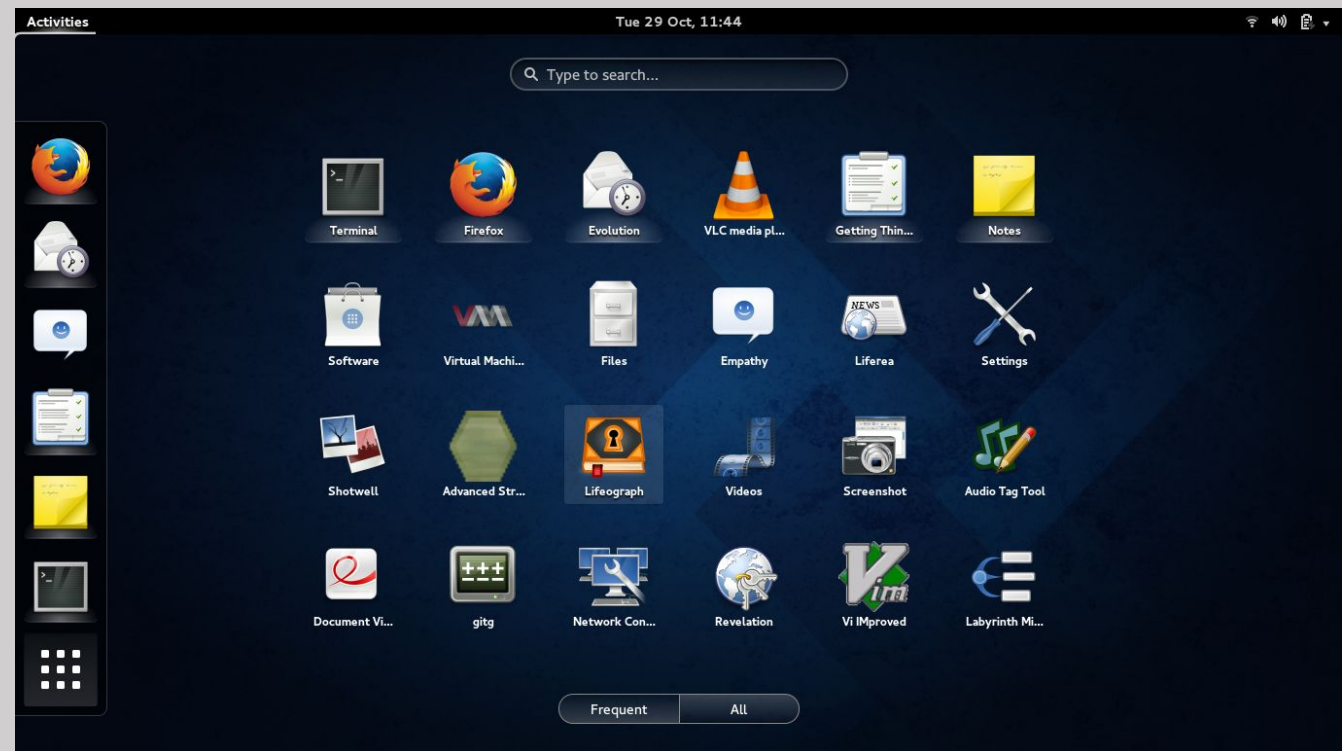 Activities Tue 29 Oct, 11:44
Type to search...
Terminal Firefox Evolution VLC media pl... Getting Thin... Notes
NEWS
Software Virtual Machi... Files Empathy Liferea Settings
Shotwell Advanced Str... Lifeograph Videos Screenshot Audio Tag Tool
Vim
Document Vi... gitg Network Con... Revelation Vi IMproved Labyrinth Mi...
Frequent All